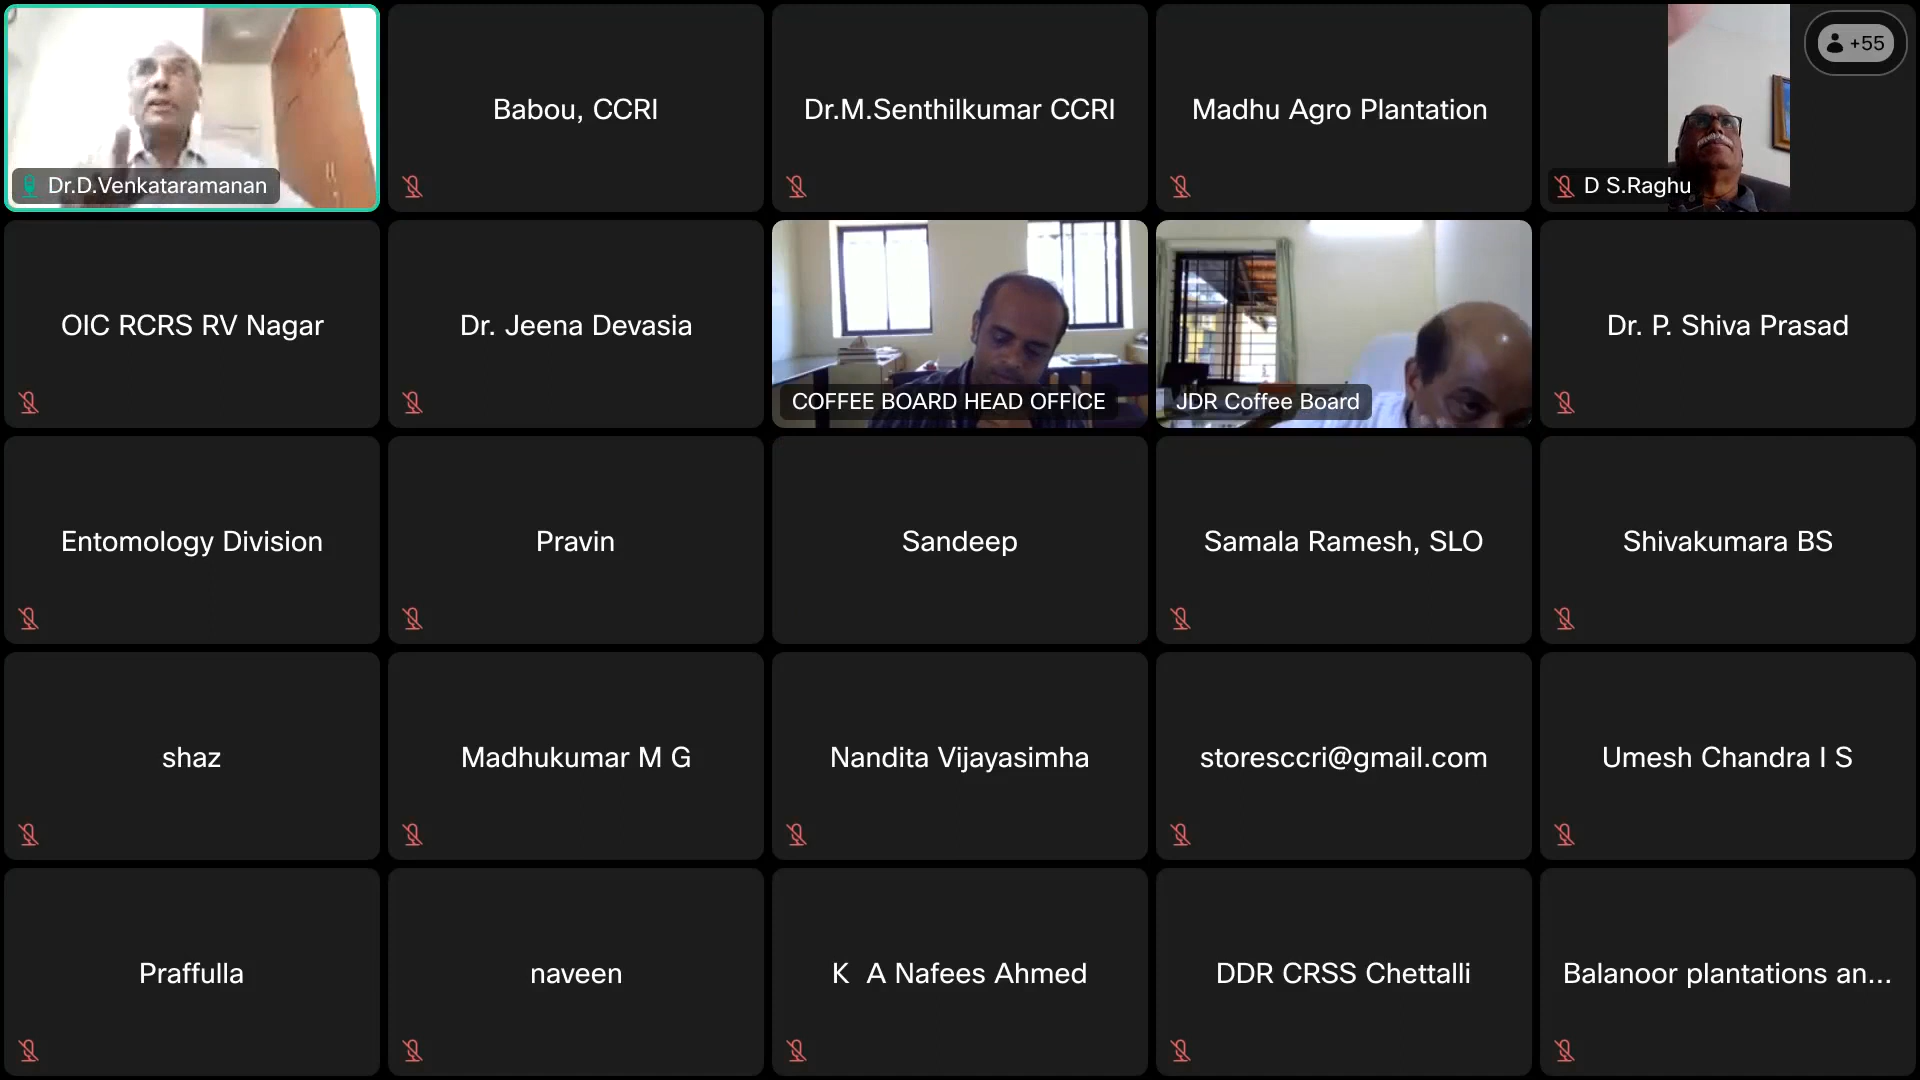 Dr.D.Venkataramanan
Babou, CCRI
Dr.M.Senthilkumar CCRI
Madhu Agro Plantation
D S.Raghu
+55
OIC RCRS RV Nagar
Dr. Jeena Devasia
COFFEE BOARD HEAD OFFICE
JDR Coffee Board
Dr. P. Shiva Prasad
Entomology Division
Pravin
Sandeep
Samala Ramesh, SLO
Shivakumara BS
shaz
Madhukumar M G
Nandita Vijayasimha
storesccri@gmail.com
Umesh Chandra I S
Praffulla
naveen
K  A Nafees Ahmed
DDR CRSS Chettalli
Balanoor plantations an...